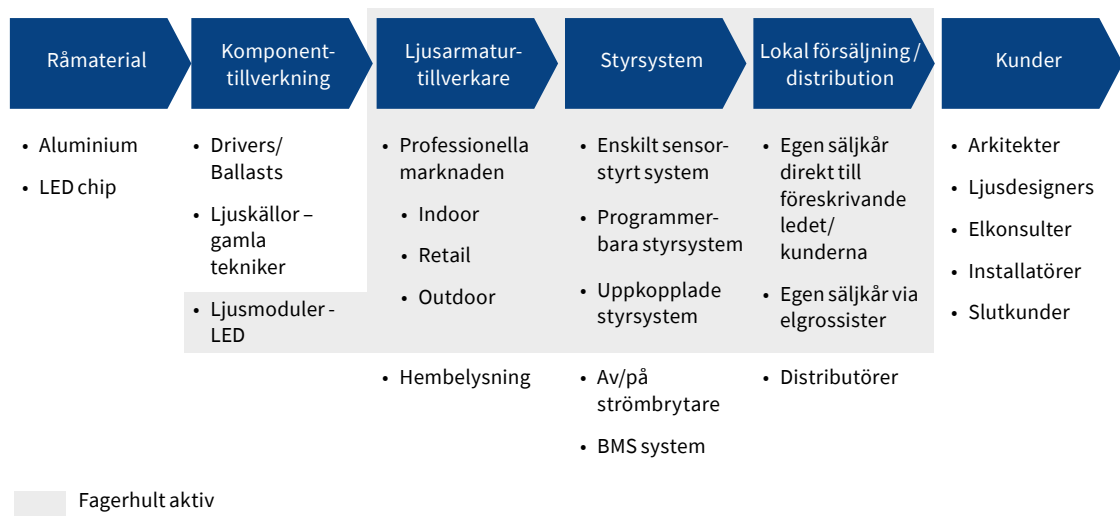 Råmaterial
Komponent-
tillverkning
Ljusarmatur-
tillverkare
Styrsystem
Lokal försäljning /
distribution
Kunder
• Aluminium
• LED chip
• Drivers/
Ballasts
• Ljuskällor –
gamla
tekniker
• Ljusmoduler -
LED
• Professionella
marknaden
• Indoor
• Retail
• Outdoor
• Hembelysning
• Enskilt sensor-
styrt system
• Programmer-
bara styrsystem
• Uppkopplade
styrsystem
• Av/på
strömbrytare
• BMS system
• Egen säljkår
direkt till
föreskrivande
ledet/
kunderna
• Egen säljkår via
elgrossister
• Distributörer
• Arkitekter
• Ljusdesigners
• Elkonsulter
• Installatörer
• Slutkunder
Fagerhult aktiv